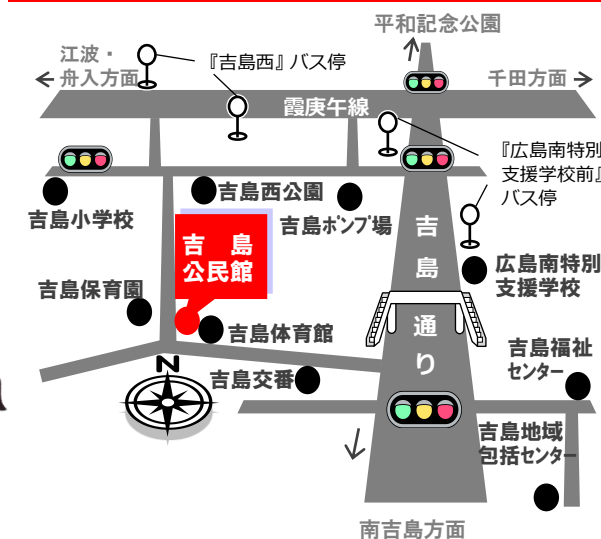 平和記念公園
江波・
舟入方面
『吉島西』バス停
千田方面
霞庚午線
『広島南特別
支援学校前』
バス停
吉島小学校
吉島西公園
吉島ポンプ場
吉島通り
吉 島
公民館
広島南特別
支援学校
吉島保育園
吉島体育館
吉島福祉
センター
N
吉島交番
吉島地域
包括センター
南吉島方面